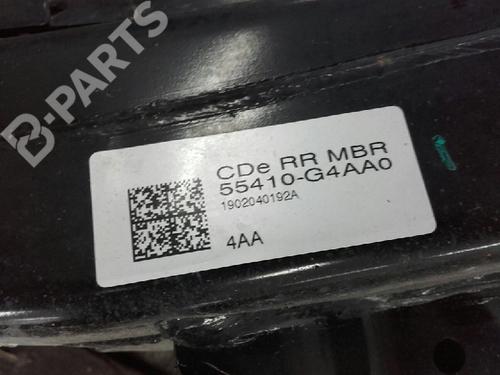 B-PARTS
CDe RR MBR
55410-G4AA0
1902040192A
4AA